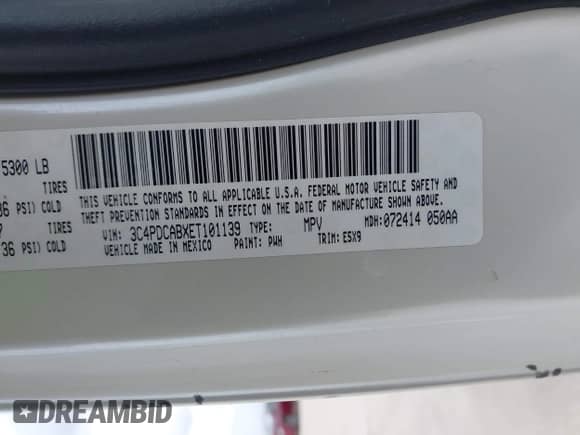 5300 LB
TIRES
36 PSI) COLD
TIRES
36 PSI) COLD
THIS VEHICLE CONFORMS TO ALL APPLICABLE U.S.A. FEDERAL MOTOR VEHICLE SAFETY AND
THEFT PREVENTION STANDARDS IN EFFECT ON THE DATE OF MANUFACTURE SHOWN ABOVE.
VIN: 3C4PDCABXET101139 TYPE: MPV MDH:072414 050AA
VEHICLE MADE IN MEXICO PAINT: PWH TRIM: ESX9
DREAMBID